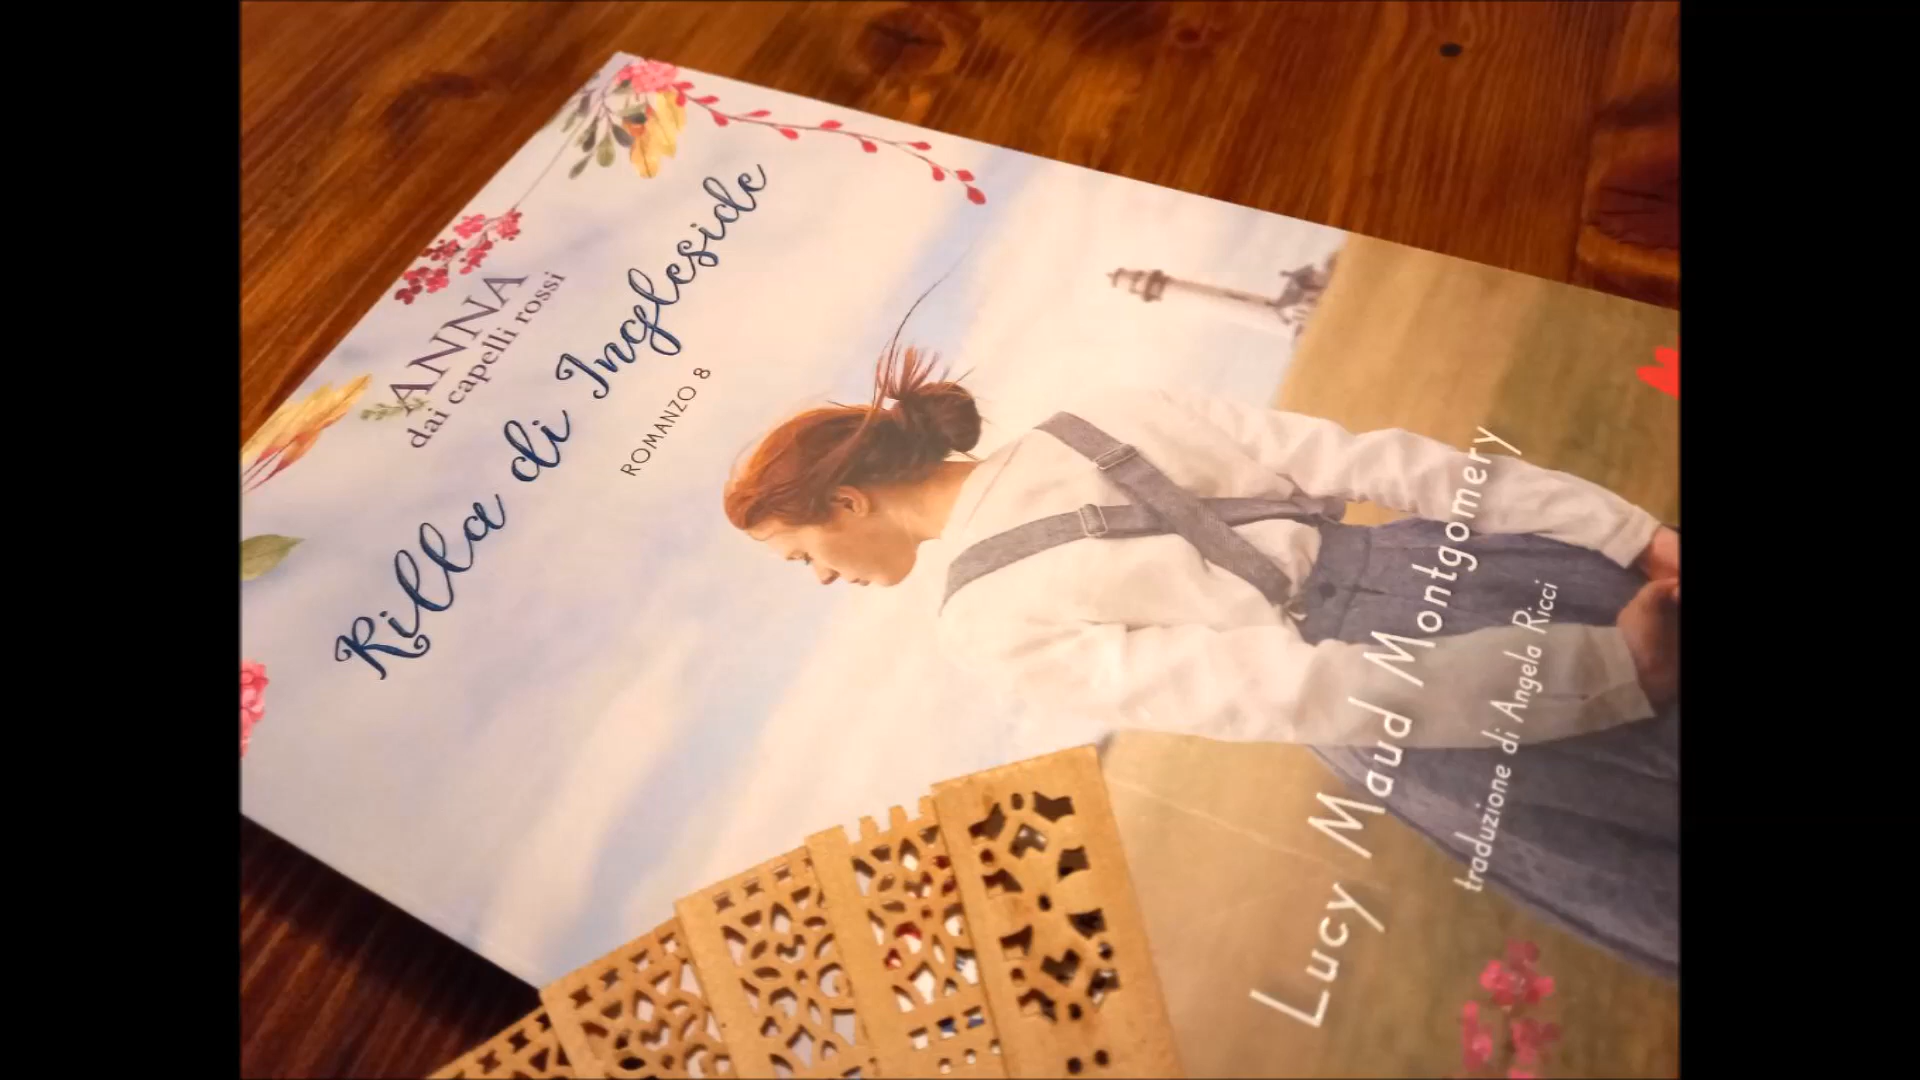 ANNA
dai capelli rossi
Rilla di Ingleside
ROMANZO 8
Lucy Maud Montgomery
traduzione di Angela Ricci